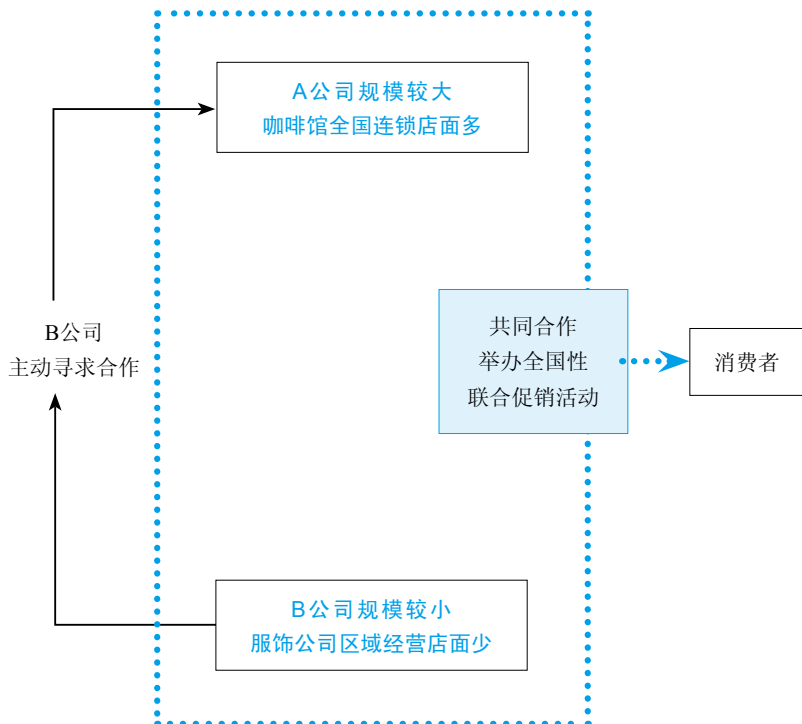 A公司规模较大
咖啡馆全国连锁店面多
B公司
主动寻求合作
共同合作
举办全国性
联合促销活动
消费者
B公司规模较小
服饰公司区域经营店面少